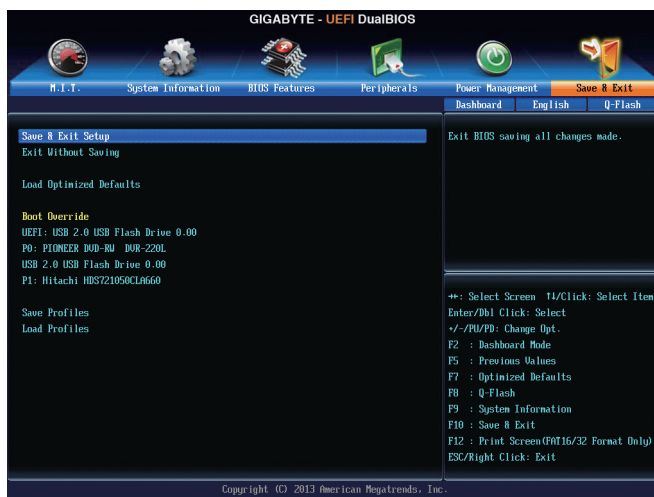 GIGABYTE - UEFI DualBIOS
M.I.T.
System Information
BIOS Features
Peripherals
Power Management
Save & Exit
Dashboard
English
Q-Flash
Save & Exit Setup
Exit Without Saving
Load Optimized Defaults
Boot Override
UEFI: USB 2.0 USB Flash Drive 0.00
P0: PIONEER DVD-RW DVR-220L
USB 2.0 USB Flash Drive 0.00
P1: Hitachi HDS721050CLA660
Save Profiles
Load Profiles
Exit BIOS saving all changes made.
→←: Select Screen ↑↓/Click: Select Item
Enter/Dbl Click: Select
+/-/PU/PD: Change Opt.
F2 : Dashboard Mode
F5 : Previous Values
F7 : Optimized Defaults
F8 : Q-Flash
F9 : System Information
F10 : Save & Exit
F12 : Print Screen(FAT16/32 Format Only)
ESC/Right Click: Exit
Copyright (C) 2013 American Megatrends, Inc.